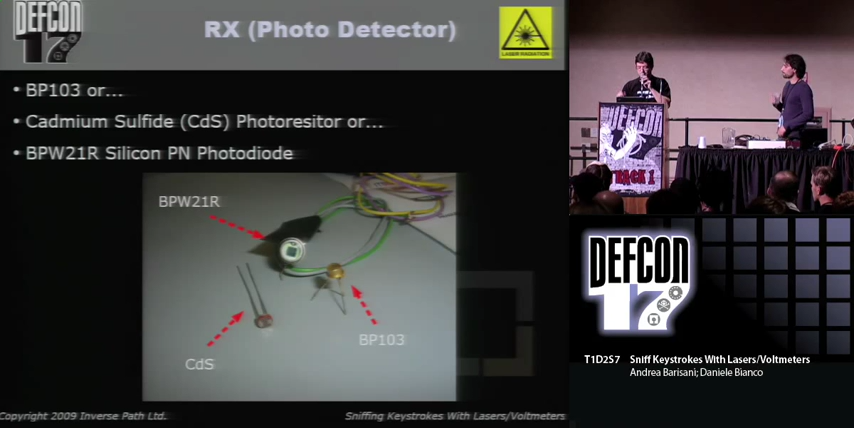 DEFCON
17
RX (Photo Detector)
LASER RADIATION
• BP103 or...
• Cadmium Sulfide (CdS) Photoresitor or...
• BPW21R Silicon PN Photodiode
BPW21R
CdS
BP103
Copyright 2009 Inverse Path Ltd.
Sniffing Keystrokes With Lasers/Voltmeters
DEFCON
TRACK 1
DEFCON
17
T1D2S7 Sniff Keystrokes With Lasers/Voltmeters
Andrea Barisani; Daniele Bianco